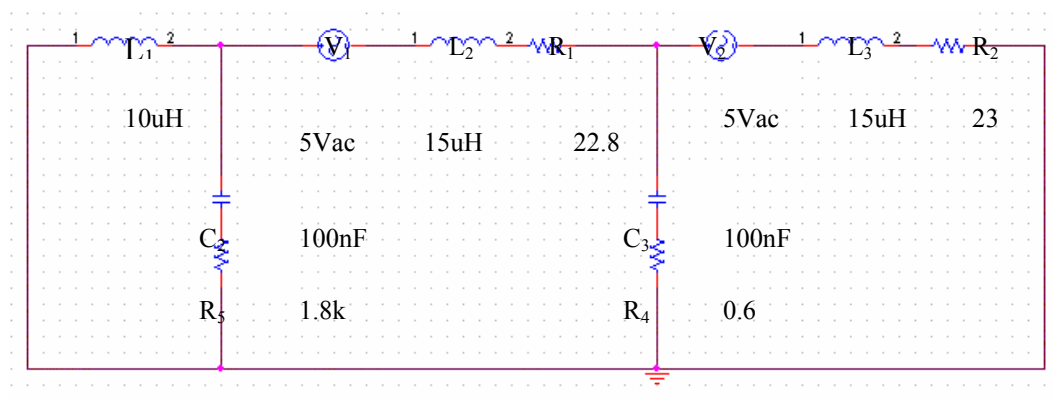 1 L₁ 2 V₁ 1 L₂ 2 R₁ V₂ 1 L₃ 2 R₂
10uH 5Vac 15uH 23
5Vac 15uH 22.8
C₂ 100nF C₃ 100nF
R₅ 1.8k R₄ 0.6